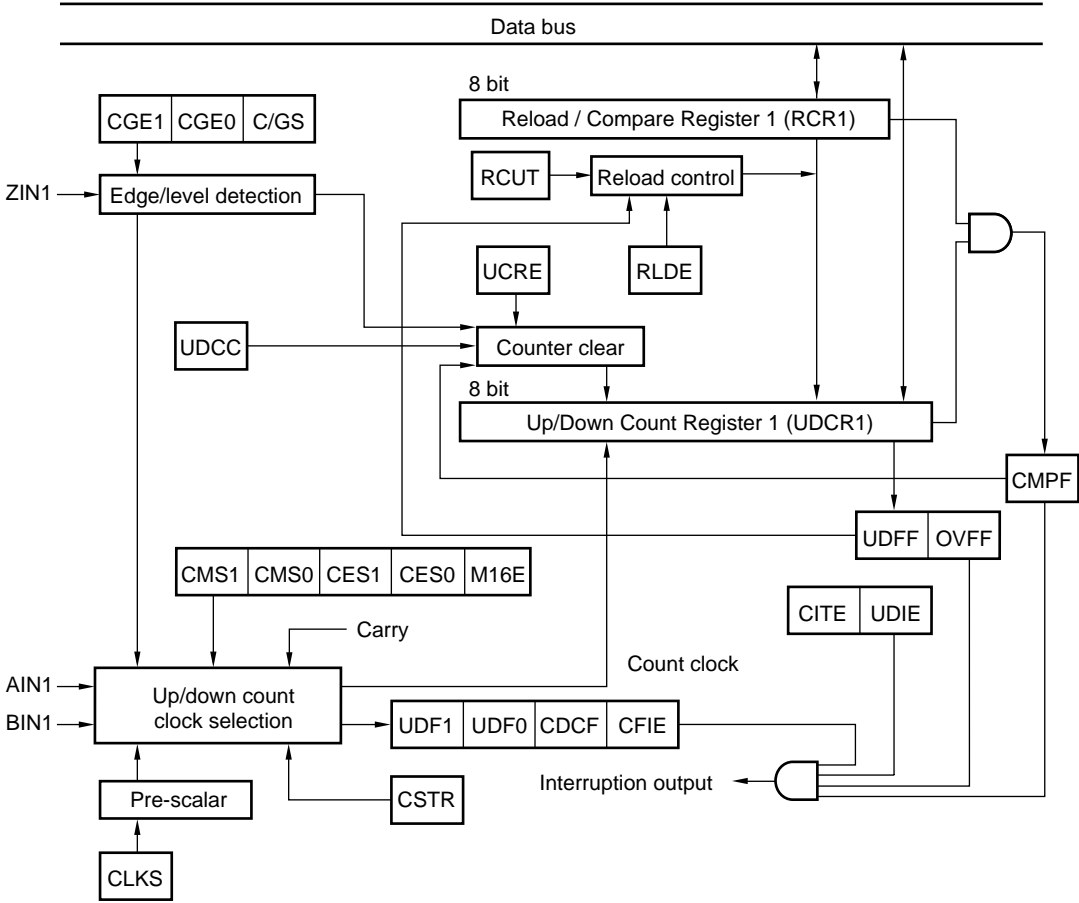 Data bus
8 bit
CGE1 CGE0 C/GS
Reload / Compare Register 1 (RCR1)
RCUT
Reload control
ZIN1
Edge/level detection
UCRE
RLDE
UDCC
Counter clear
8 bit
Up/Down Count Register 1 (UDCR1)
CMPF
UDFF OVFF
CMS1 CMS0 CES1 CES0 M16E
CITE UDIE
Carry
Count clock
AIN1
BIN1
Up/down count
clock selection
UDF1 UDF0 CDCF CFIE
Interruption output
Pre-scalar
CSTR
CLKS